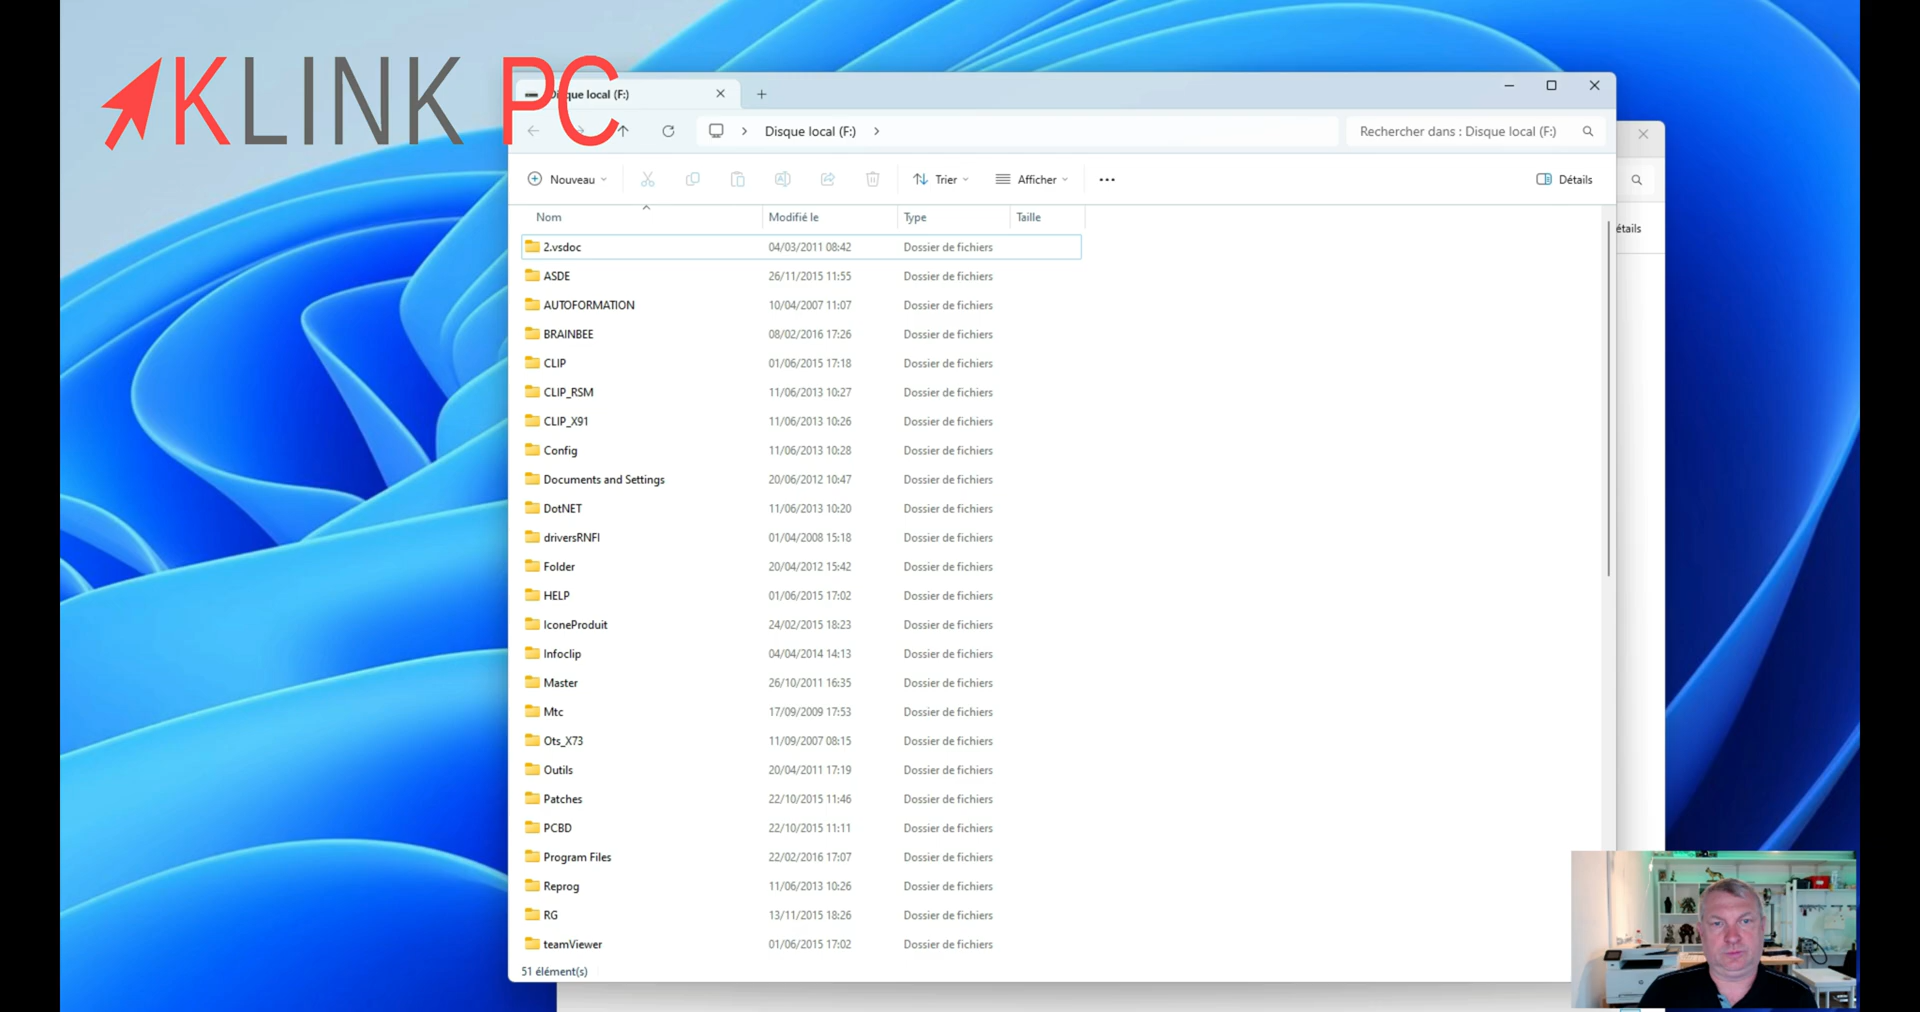 KLINK PC
Disque local (F:)
Disque local (F:)
Rechercher dans : Disque local (F:)
Nouveau
Trier
Afficher
Détails
Nom Modifié le Type Taille
étails
2.vsdoc 04/03/2011 08:42 Dossier de fichiers
ASDE 26/11/2015 11:55 Dossier de fichiers
AUTOFORMATION 10/04/2007 11:07 Dossier de fichiers
BRAINBEE 08/02/2016 17:26 Dossier de fichiers
CLIP 01/06/2015 17:18 Dossier de fichiers
CLIP_RSM 11/06/2013 10:27 Dossier de fichiers
CLIP_X91 11/06/2013 10:26 Dossier de fichiers
Config 11/06/2013 10:28 Dossier de fichiers
Documents and Settings 20/06/2012 10:47 Dossier de fichiers
DotNET 11/06/2013 10:20 Dossier de fichiers
driversRNFI 01/04/2008 15:18 Dossier de fichiers
Folder 20/04/2012 15:42 Dossier de fichiers
HELP 01/06/2015 17:02 Dossier de fichiers
IconeProduit 24/02/2015 18:23 Dossier de fichiers
Infoclip 04/04/2014 14:13 Dossier de fichiers
Master 26/10/2011 16:35 Dossier de fichiers
Mtc 17/09/2009 17:53 Dossier de fichiers
Ots_X73 11/09/2007 08:15 Dossier de fichiers
Outils 20/04/2011 17:19 Dossier de fichiers
Patches 22/10/2015 11:46 Dossier de fichiers
PCBD 22/10/2015 11:11 Dossier de fichiers
Program Files 22/02/2016 17:07 Dossier de fichiers
Reprog 11/06/2013 10:26 Dossier de fichiers
RG 13/11/2015 18:26 Dossier de fichiers
teamViewer 01/06/2015 17:02 Dossier de fichiers
51 élément(s)